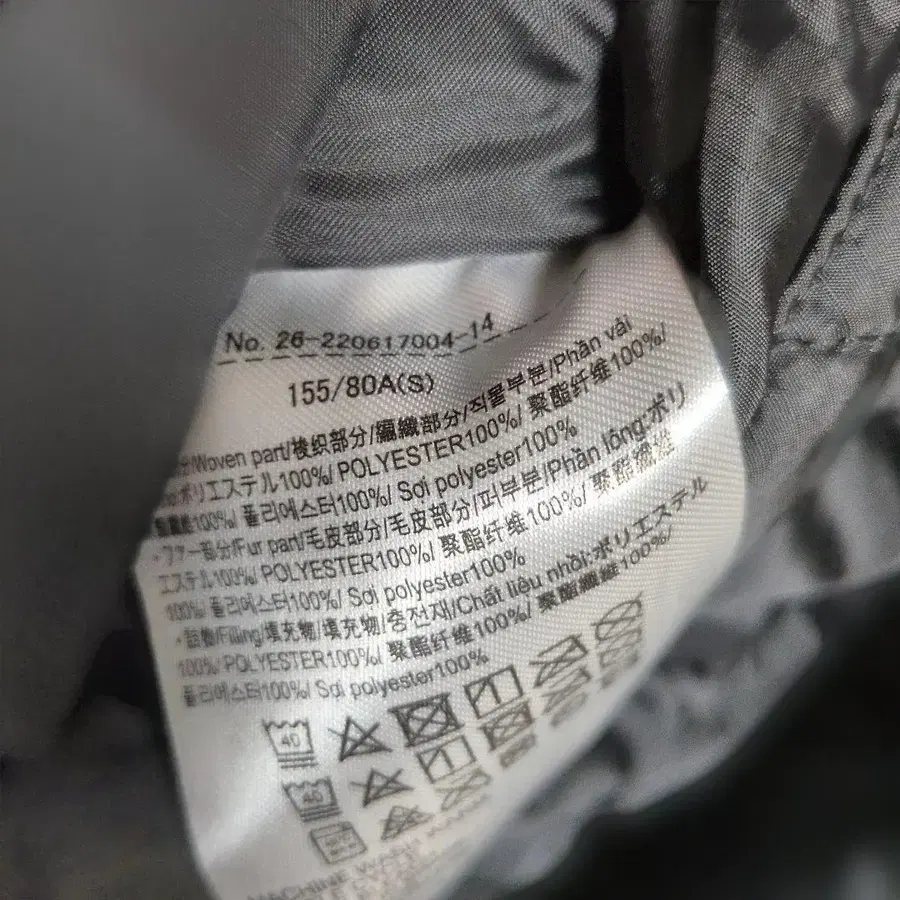 No. 26-220617004-14
155/80A(S)
/Woven part/梭织部分/編織部分/직물부분/Phần vải
ポリエステル100%/ POLYESTER100%/ 聚酯纤维100%/
100%/ 폴리에스터100%/ Sợi polyester100%
・ファー部分/Fur part/毛皮部分/毛皮部分/퍼부분/Phần lông:ポリ
エステル100%/ POLYESTER100%/ 聚酯纤维100%/ 聚酯纖維
100%/ 폴리에스터100%/ Sợi polyester100%
・詰物/Filling/填充物/填充物/충전재/Chất liệu nhồi:ポリエステル
100%/ POLYESTER100%/ 聚酯纤维100%/ 聚酯纖維100%/
폴리에스터100%/ Sợi polyester100%
40
40
MACHINE WASH WARM